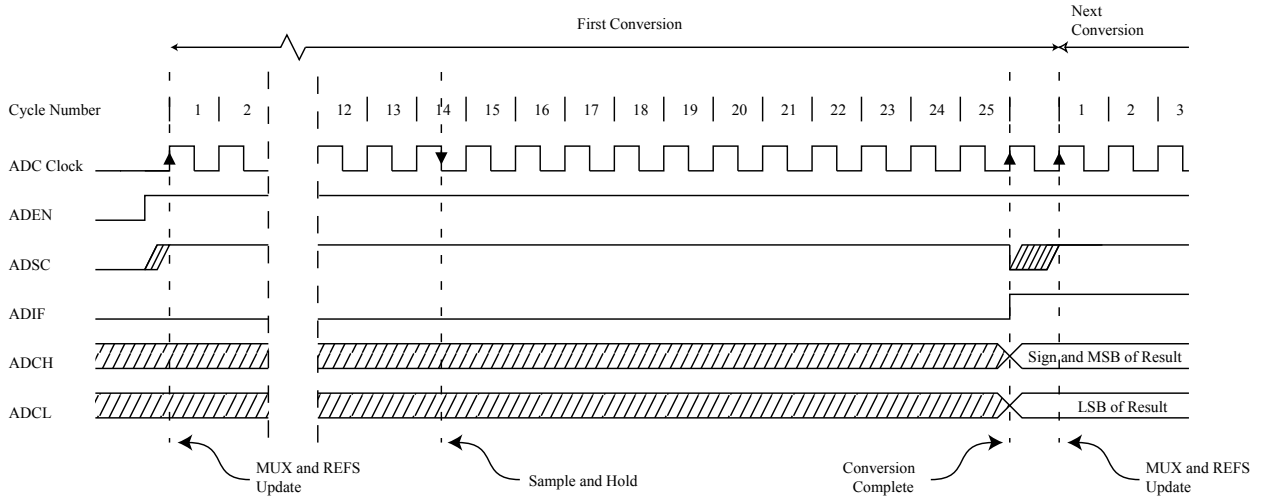 First Conversion
Next
Conversion
Cycle Number 1 2 12 13 14 15 16 17 18 19 20 21 22 23 24 25 1 2 3
ADC Clock
ADEN
ADSC
ADIF
ADCH
Sign and MSB of Result
ADCL
LSB of Result
MUX and REFS
Update
Sample and Hold
Conversion
Complete
MUX and REFS
Update